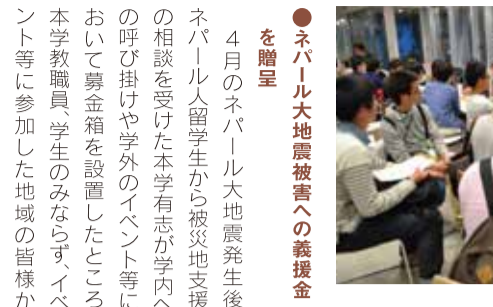 ●ネパール大地震被害への義援金
を贈呈
４月のネパール大地震発生後
ネパール人留学生から被災地支援
の相談を受けた本学有志が学内へ
の呼び掛けや学外のイベント等に
おいて募金箱を設置したところ
本学教職員、学生のみならず、イベ
ント等に参加した地域の皆様か